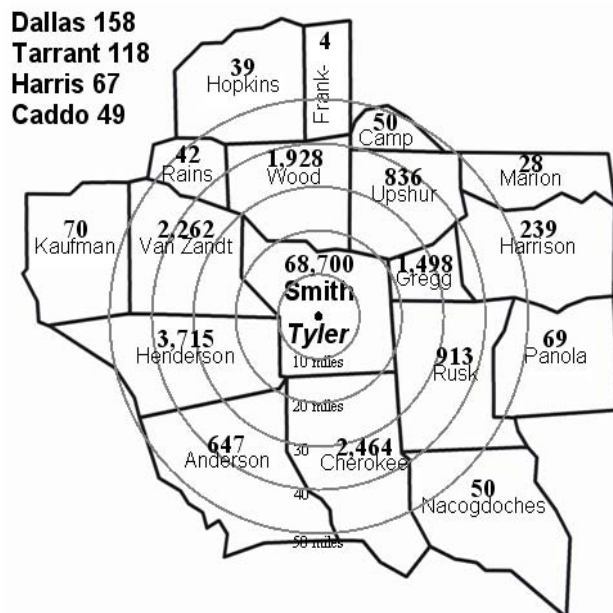 Dallas 158
Tarrant 118
Harris 67
Caddo 49
39
Hopkins
4
Frank-
50
Camp
42
Rains
1,928
Wood
836
Upshur
28
Marion
70
Kaufman
2,262
Van Zandt
68,700
Smith
Tyler
1,498
Gregg
239
Harrison
3,715
Henderson
10 miles
913
Rusk
69
Panola
20 miles
647
Anderson
30
2,464
Cherokee
40
50
Nacogdoches
50 miles